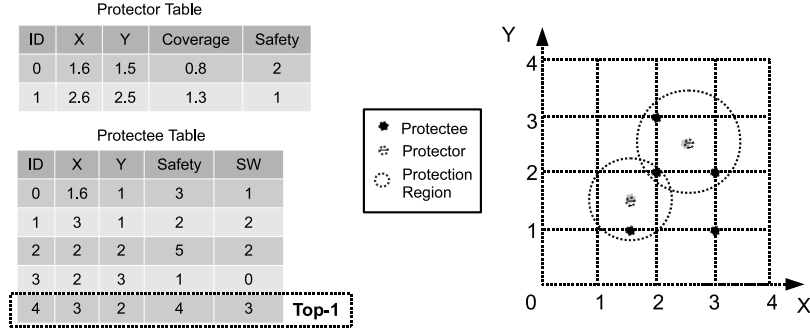 Protector Table
ID X Y Coverage Safety
0 1.6 1.5 0.8 2
1 2.6 2.5 1.3 1
Protectee Table
ID X Y Safety SW
0 1.6 1 3 1
1 3 1 2 2
2 2 2 5 2
3 2 3 1 0
4 3 2 4 3
Top-1
Protectee
Protector
Protection
Region
Y
4
3
2
1
0 1 2 3 4 X